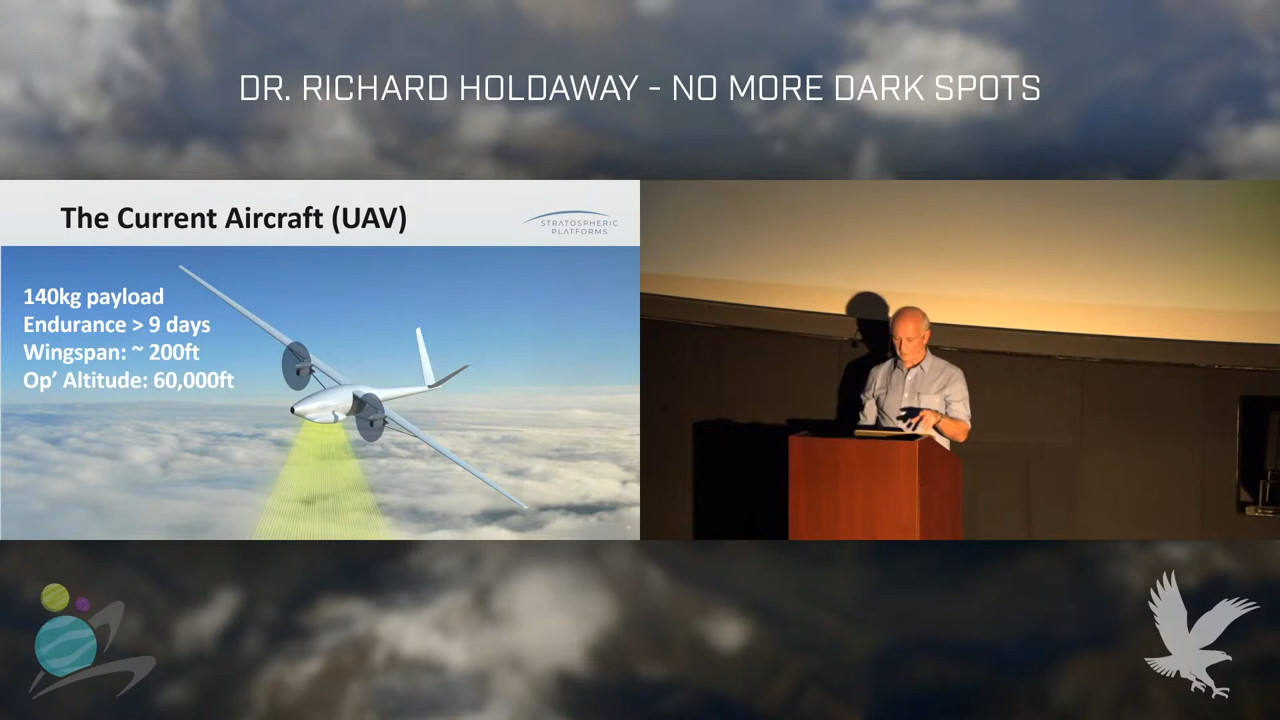 DR. RICHARD HOLDAWAY - NO MORE DARK SPOTS
The Current Aircraft (UAV)
STRATOSPHERIC
PLATFORMS
140kg payload
Endurance > 9 days
Wingspan: ~ 200ft
Op’ Altitude: 60,000ft